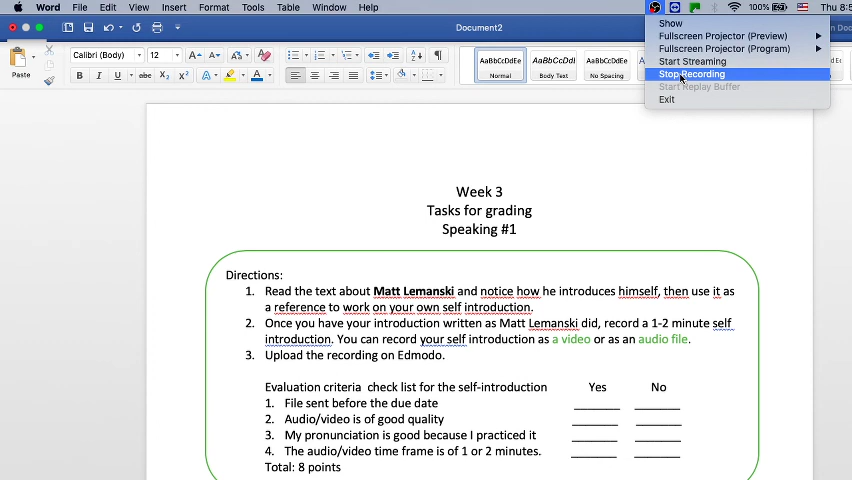 Word File Edit View Insert Format Tools Table Window Help 100% Thu 8:5
Document2
Show
Fullscreen Projector (Preview)
Fullscreen Projector (Program)
Start Streaming
Stop Recording
Start Replay Buffer
Exit
Paste
Calibri (Body) 12
B I U abc X₂ X² A A
AaBbCcDdEe AaBbCcDdEe AaBbCcDdEe
Normal Body Text No Spacing
Week 3
Tasks for grading
Speaking #1
Directions:
1. Read the text about Matt Lemanski and notice how he introduces himself, then use it as
a reference to work on your own self introduction.
2. Once you have your introduction written as Matt Lemanski did, record a 1-2 minute self
introduction. You can record your self introduction as a video or as an audio file.
3. Upload the recording on Edmodo.
Evaluation criteria check list for the self-introduction Yes No
1. File sent before the due date
2. Audio/video is of good quality
3. My pronunciation is good because I practiced it
4. The audio/video time frame is of 1 or 2 minutes.
Total: 8 points